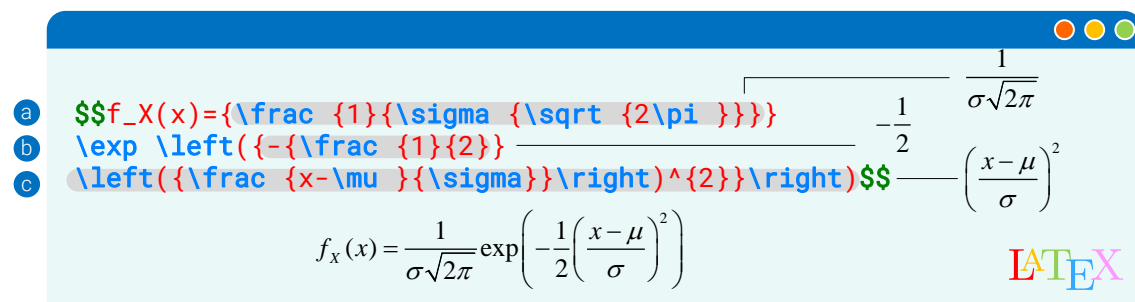 a $$f_X(x)={\frac {1}{\sigma {\sqrt {2\pi }}}}
b \exp \left({-{\frac {1}{2}}
c \left({\frac {x-\mu }{\sigma}}\right)^{2}}\right)$$
1/(σ√2π)
−1/2
((x − μ)/σ)²
f_X(x) = 1/(σ√2π) exp(−1/2((x − μ)/σ)²)
LATEX